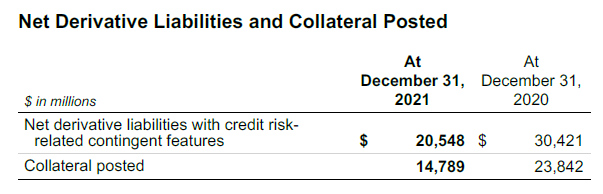 Net Derivative Liabilities and Collateral Posted
At At
December 31, December 31,
$ in millions 2021 2020
Net derivative liabilities with credit risk-
related contingent features $ 20,548 $ 30,421
Collateral posted 14,789 23,842